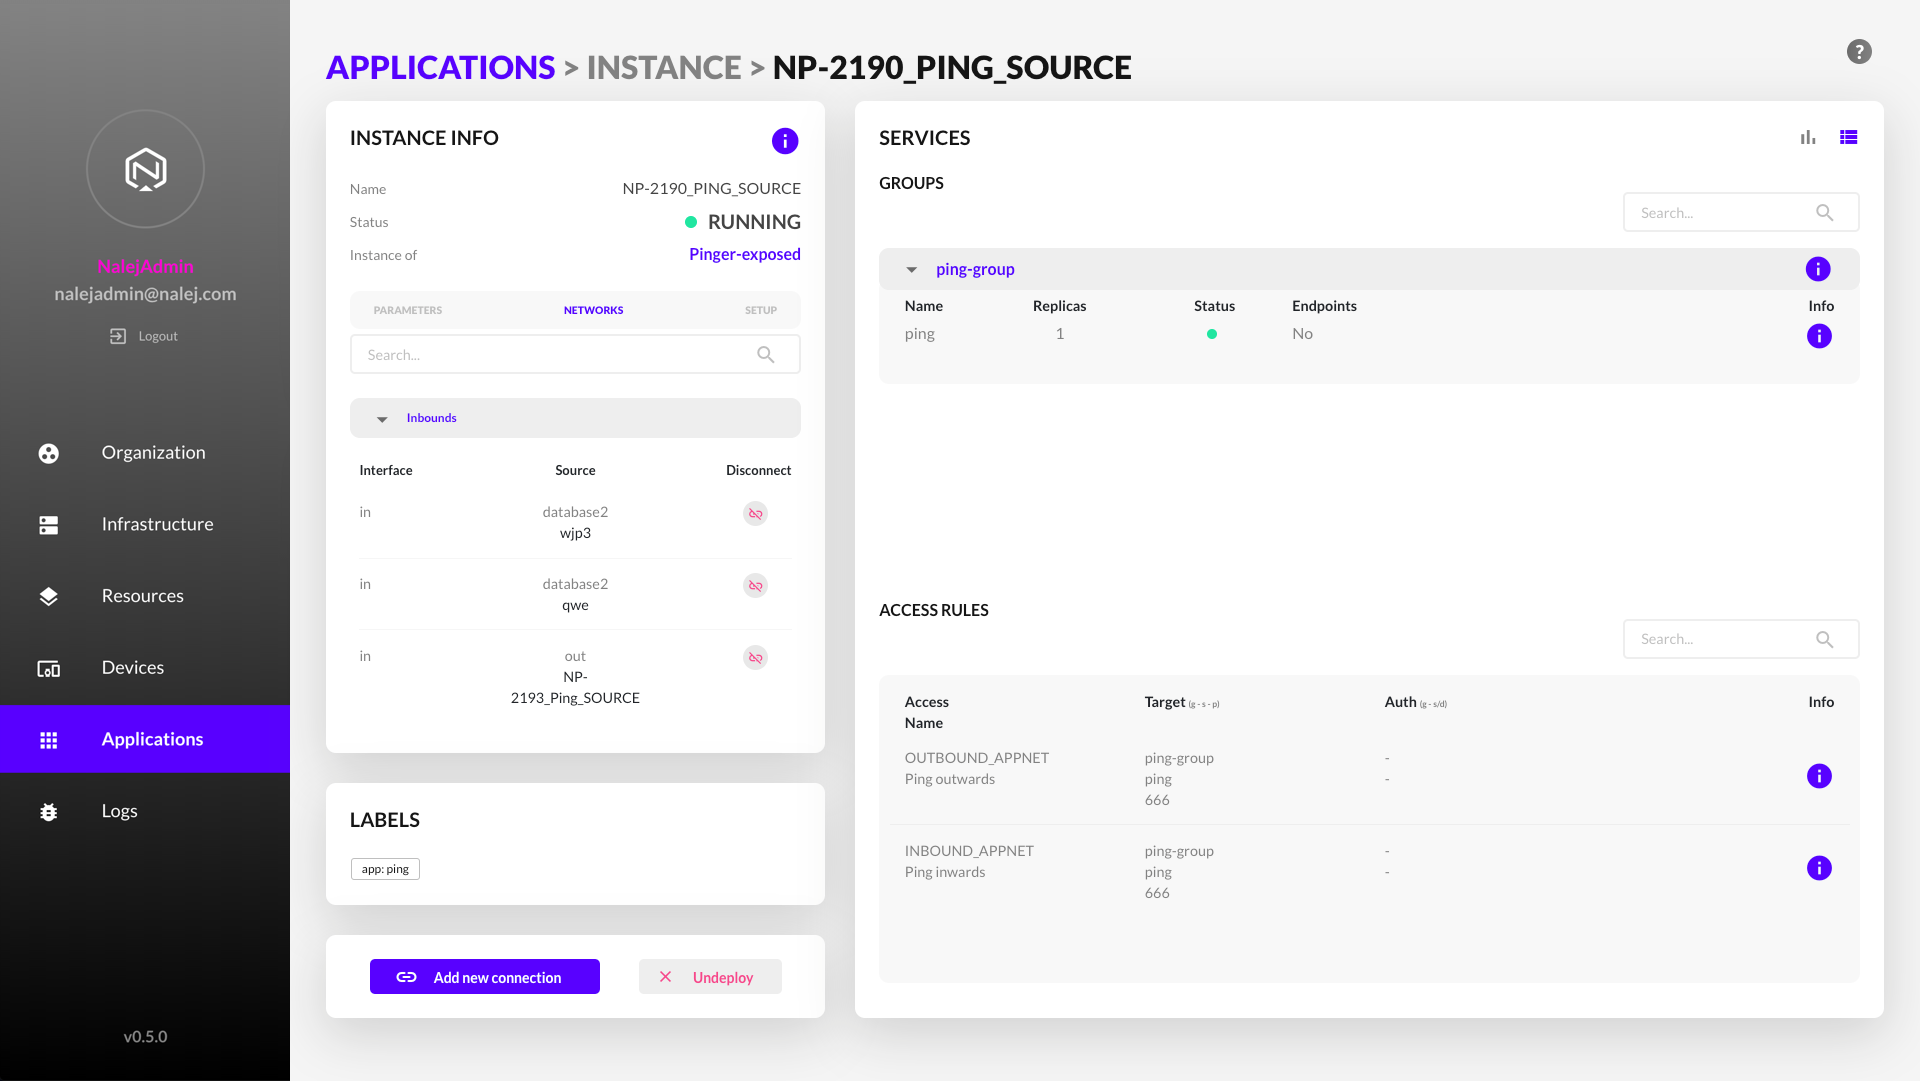 NalejAdmin
nalejadmin@nalej.com
Logout
Organization
Infrastructure
Resources
Devices
Applications
Logs
v0.5.0
APPLICATIONS > INSTANCE > NP-2190_PING_SOURCE
?
INSTANCE INFO
Name NP-2190_PING_SOURCE
Status RUNNING
Instance of Pinger-exposed
PARAMETERS NETWORKS SETUP
Search...
Inbounds
Interface Source Disconnect
in database2
wjp3
in database2
qwe
in out
NP-
2193_Ping_SOURCE
LABELS
app: ping
Add new connection Undeploy
SERVICES
GROUPS
Search...
ping-group
Name Replicas Status Endpoints Info
ping 1 No
ACCESS RULES
Search...
Access Target (g - s - p) Auth (g - s/d) Info
Name
OUTBOUND_APPNET ping-group -
Ping outwards ping -
666
INBOUND_APPNET ping-group -
Ping inwards ping -
666